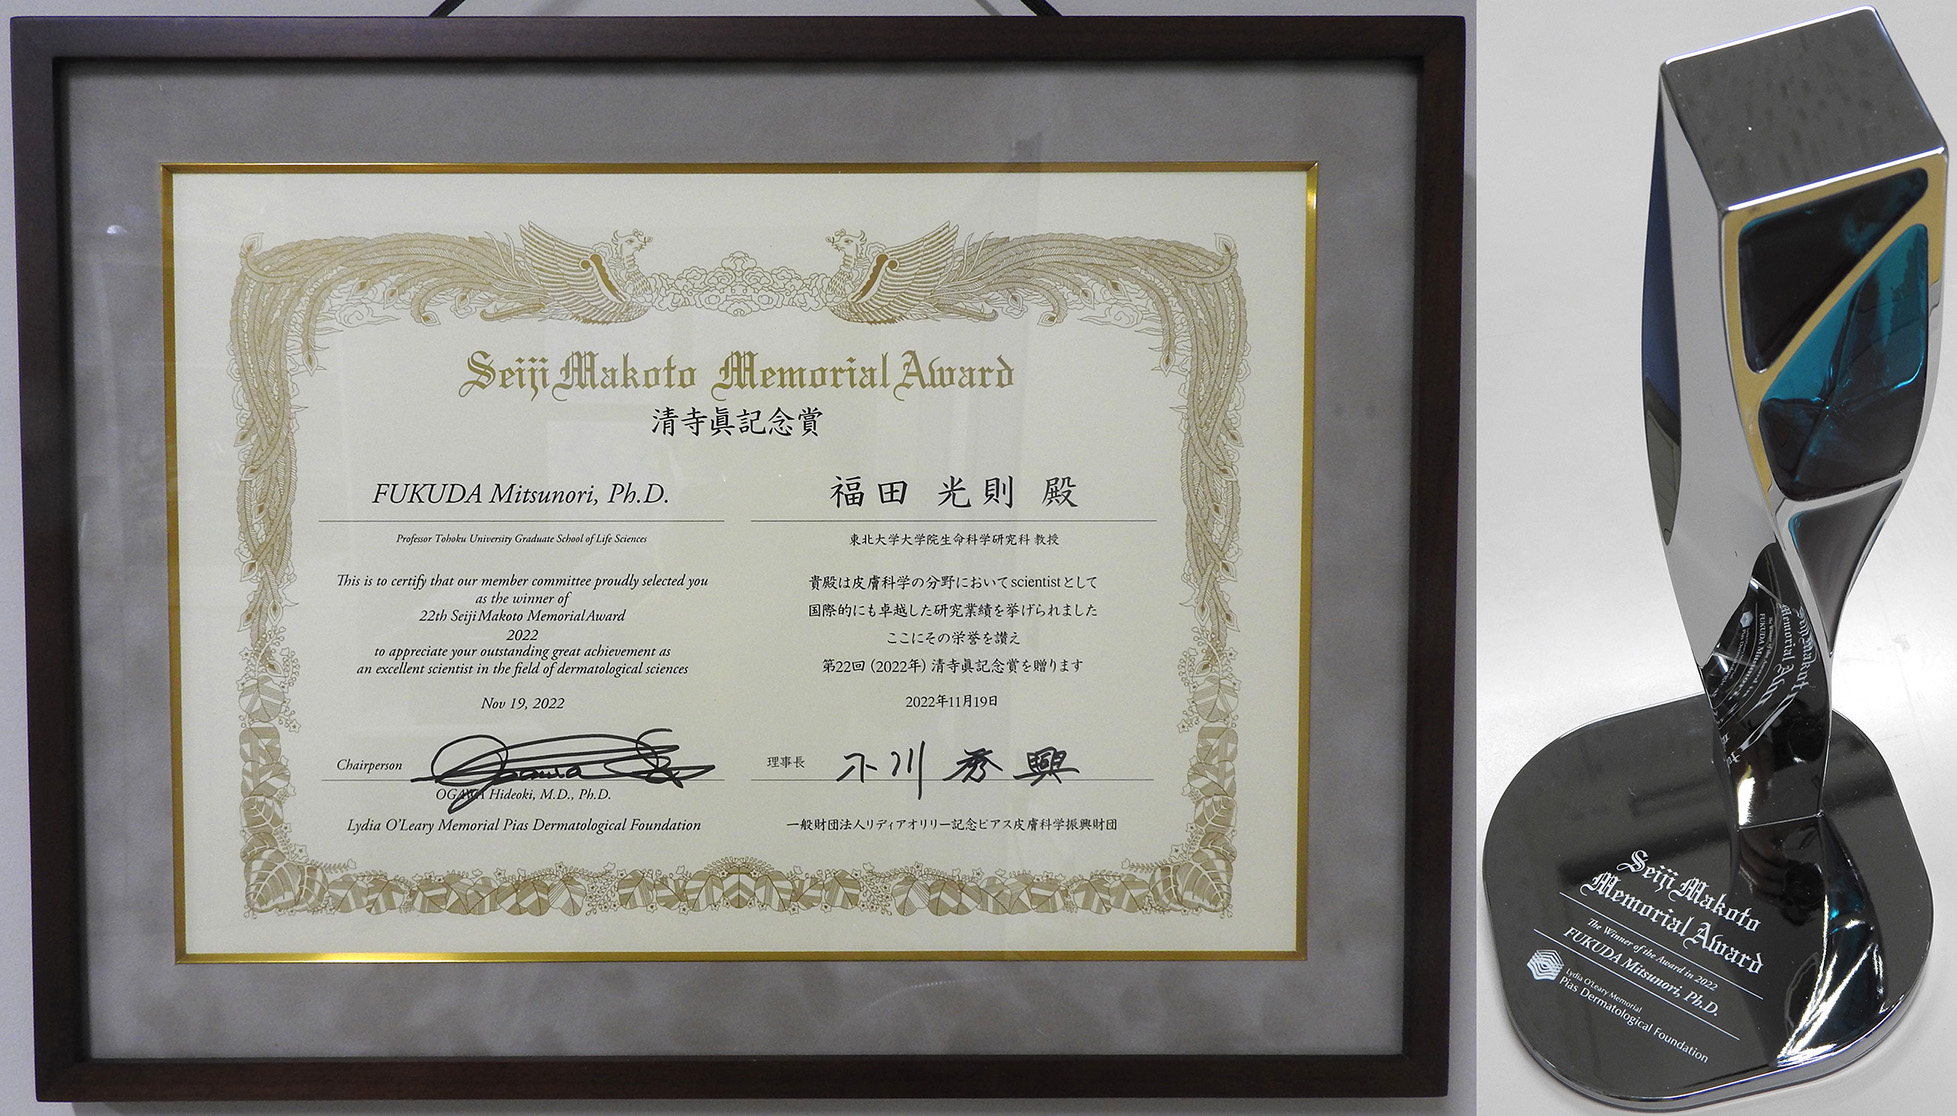 Seiji Makoto Memorial Award
清寺眞記念賞
FUKUDA Mitsunori, Ph.D.
Professor Tohoku University Graduate School of Life Sciences
This is to certify that our member committee proudly selected you
as the winner of
22th Seiji Makoto Memorial Award
2022
to appreciate your outstanding great achievement as
an excellent scientist in the field of dermatological sciences
Nov 19, 2022
Chairperson
OGAWA Hideoki, M.D., Ph.D.
Lydia O'Leary Memorial Pias Dermatological Foundation
福田 光則 殿
東北大学大学院生命科学研究科 教授
貴殿は皮膚科学の分野においてscientistとして
国際的にも卓越した研究業績を挙げられました
ここにその栄誉を讃え
第22回(2022年)清寺眞記念賞を贈ります
2022年11月19日
理事長 小川 秀興
一般財団法人リディアオリリー記念ピアス皮膚科学振興財団
Seiji Makoto
Memorial Award
The Winner of the Award in 2022
FUKUDA Mitsunori, Ph.D.
Lydia O'Leary Memorial
Pias Dermatological Foundation